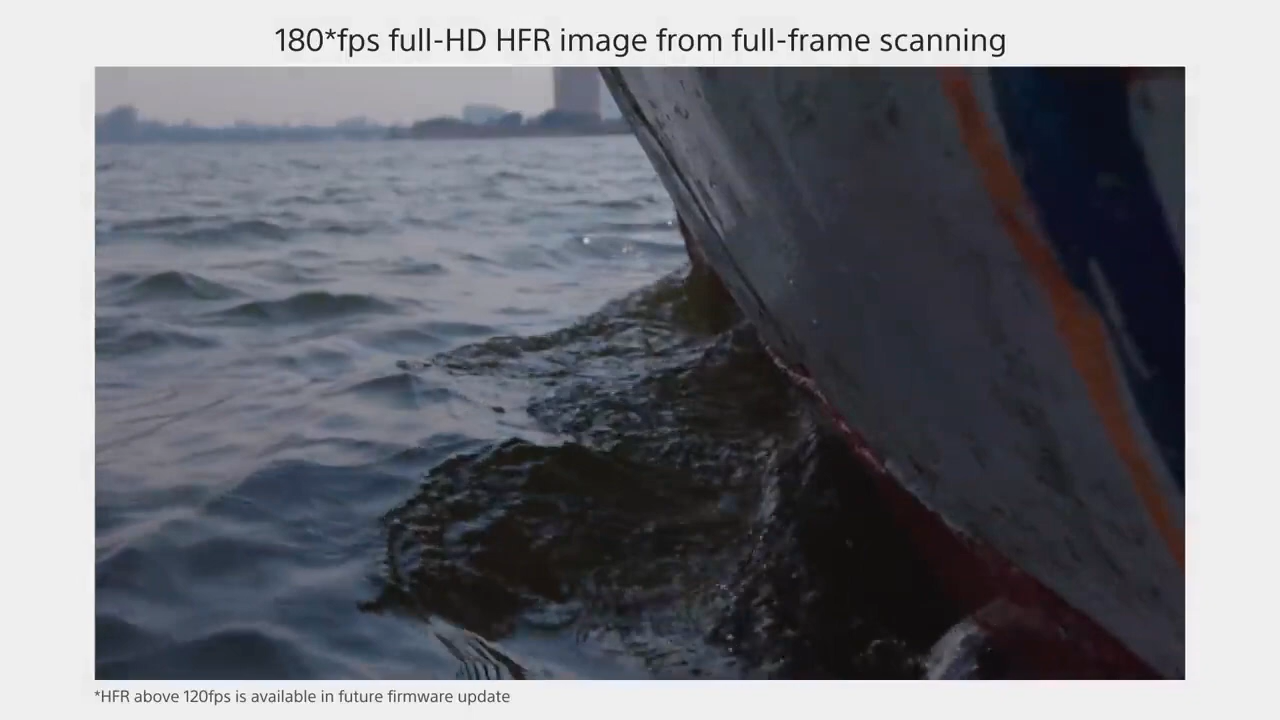 180*fps full-HD HFR image from full-frame scanning
*HFR above 120fps is available in future firmware update